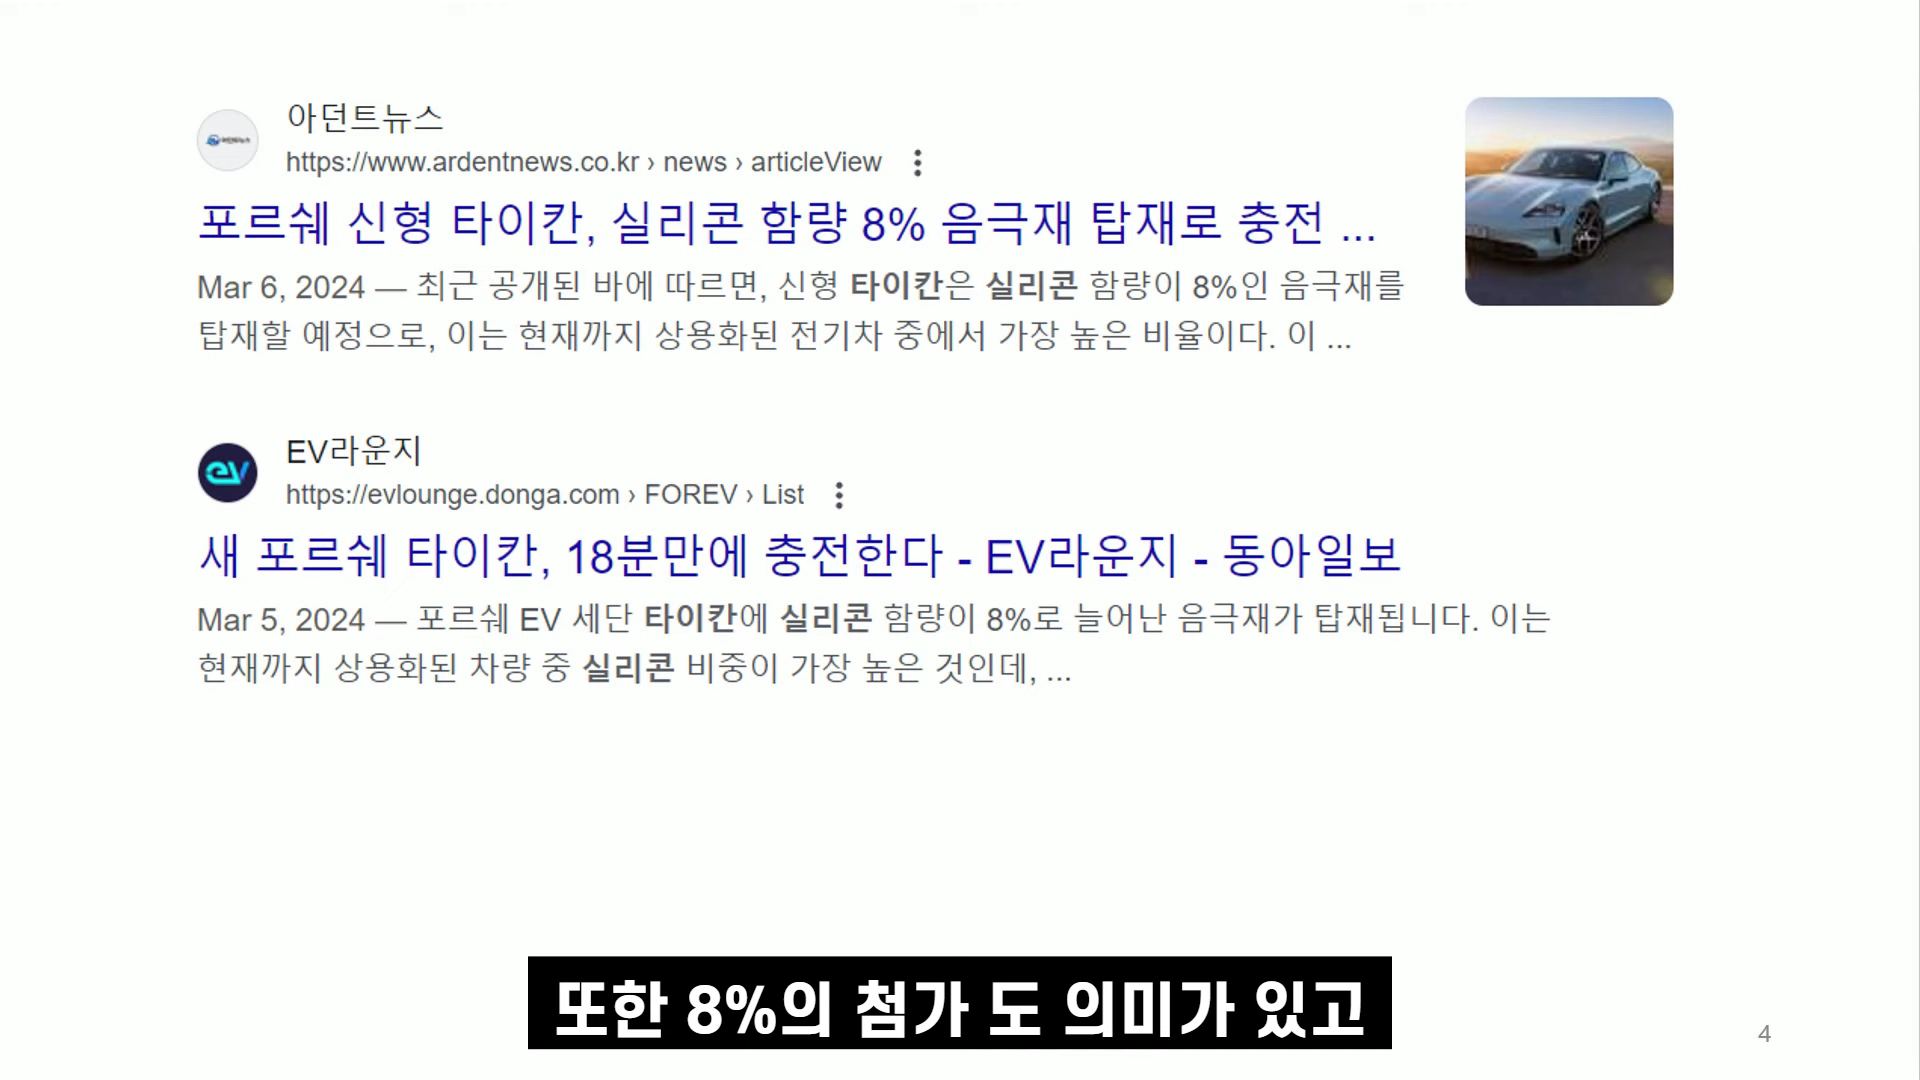 아던트뉴스
https://www.ardentnews.co.kr › news › articleView
포르쉐 신형 타이칸, 실리콘 함량 8% 음극재 탑재로 충전 ...
Mar 6, 2024 — 최근 공개된 바에 따르면, 신형 타이칸은 실리콘 함량이 8%인 음극재를
탑재할 예정으로, 이는 현재까지 상용화된 전기차 중에서 가장 높은 비율이다. 이 ...
EV라운지
https://evlounge.donga.com › FOREV › List
새 포르쉐 타이칸, 18분만에 충전한다 - EV라운지 - 동아일보
Mar 5, 2024 — 포르쉐 EV 세단 타이칸에 실리콘 함량이 8%로 늘어난 음극재가 탑재됩니다. 이는
현재까지 상용화된 차량 중 실리콘 비중이 가장 높은 것인데, ...
또한 8%의 첨가 도 의미가 있고
4